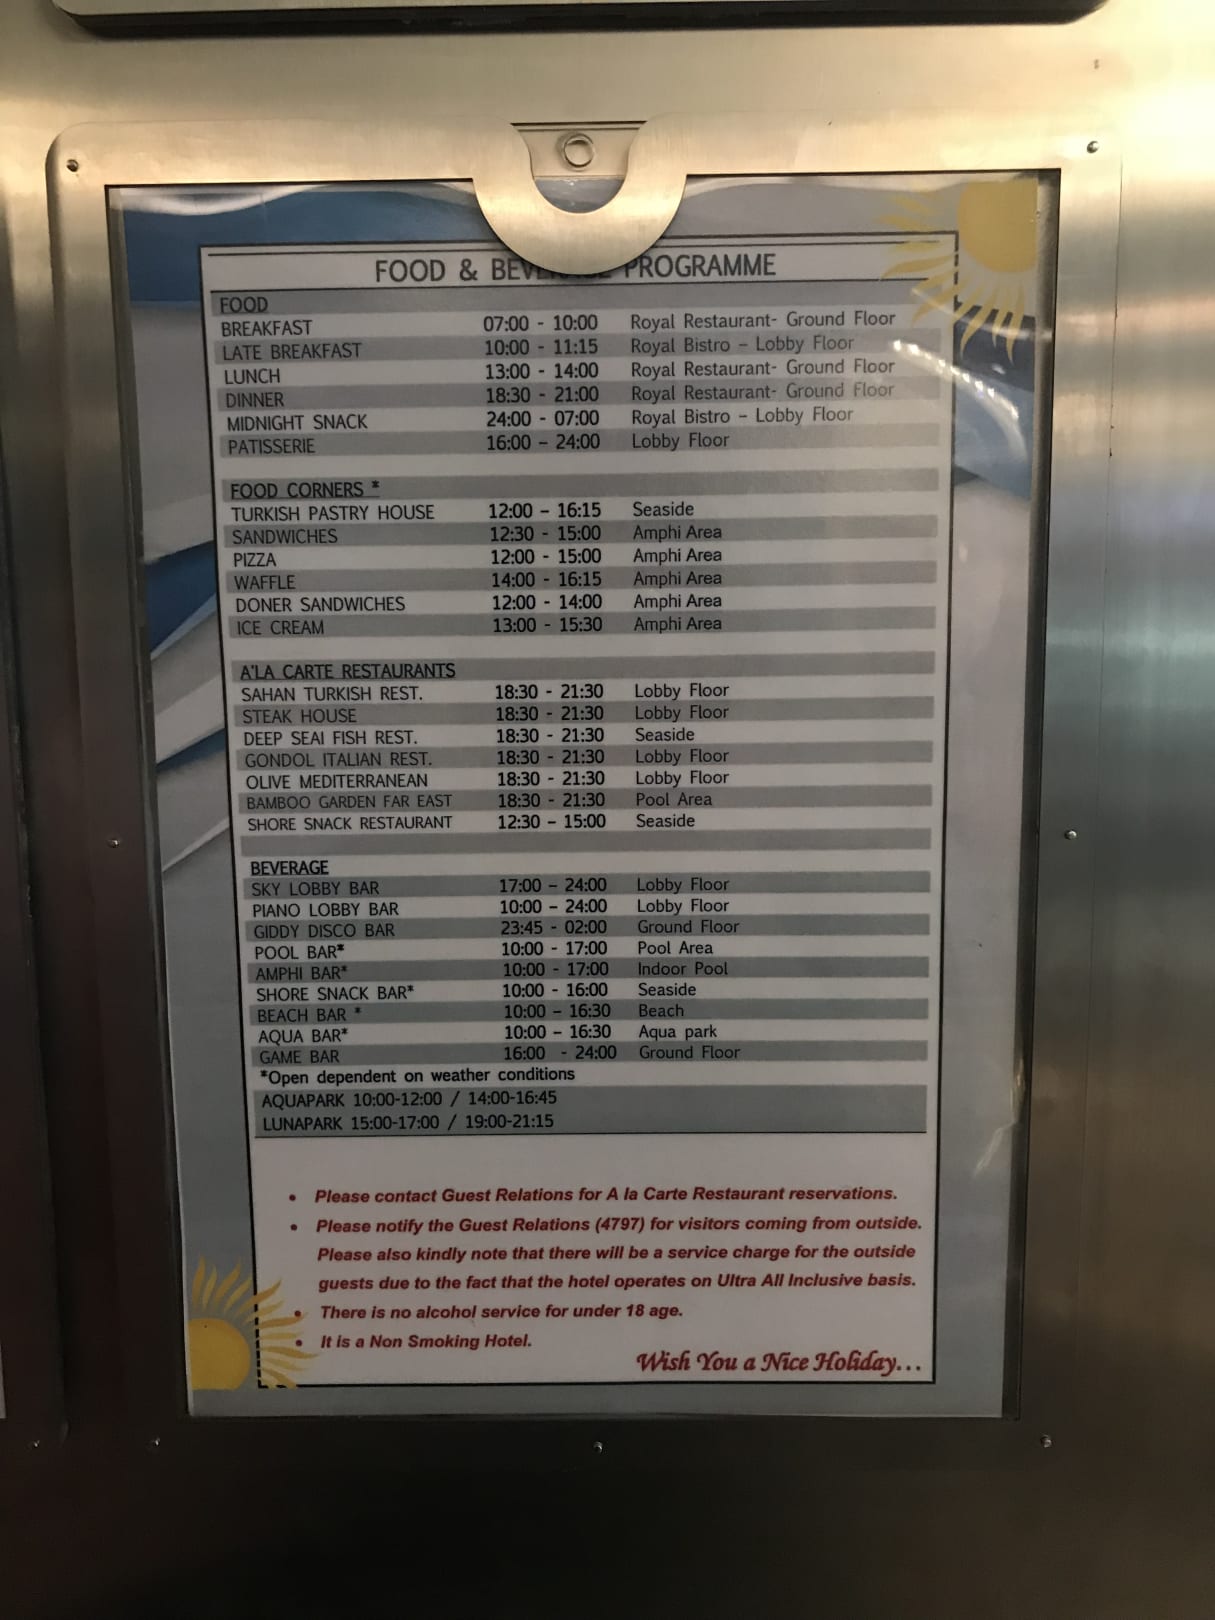 FOOD & BEVERAGE PROGRAMME
FOOD
BREAKFAST 07:00 - 10:00 Royal Restaurant- Ground Floor
LATE BREAKFAST 10:00 - 11:15 Royal Bistro – Lobby Floor
LUNCH 13:00 - 14:00 Royal Restaurant- Ground Floor
DINNER 18:30 - 21:00 Royal Restaurant- Ground Floor
MIDNIGHT SNACK 24:00 - 07:00 Royal Bistro – Lobby Floor
PATISSERIE 16:00 – 24:00 Lobby Floor
FOOD CORNERS *
TURKISH PASTRY HOUSE 12:00 – 16:15 Seaside
SANDWICHES 12:30 - 15:00 Amphi Area
PIZZA 12:00 - 15:00 Amphi Area
WAFFLE 14:00 - 16:15 Amphi Area
DONER SANDWICHES 12:00 - 14:00 Amphi Area
ICE CREAM 13:00 - 15:30 Amphi Area
A'LA CARTE RESTAURANTS
SAHAN TURKISH REST. 18:30 - 21:30 Lobby Floor
STEAK HOUSE 18:30 - 21:30 Lobby Floor
DEEP SEAI FISH REST. 18:30 - 21:30 Seaside
GONDOL ITALIAN REST. 18:30 - 21:30 Lobby Floor
OLIVE MEDITERRANEAN 18:30 - 21:30 Lobby Floor
BAMBOO GARDEN FAR EAST 18:30 - 21:30 Pool Area
SHORE SNACK RESTAURANT 12:30 – 15:00 Seaside
BEVERAGE
SKY LOBBY BAR 17:00 – 24:00 Lobby Floor
PIANO LOBBY BAR 10:00 – 24:00 Lobby Floor
GIDDY DISCO BAR 23:45 - 02:00 Ground Floor
POOL BAR* 10:00 - 17:00 Pool Area
AMPHI BAR* 10:00 - 17:00 Indoor Pool
SHORE SNACK BAR* 10:00 - 16:00 Seaside
BEACH BAR * 10:00 – 16:30 Beach
AQUA BAR* 10:00 – 16:30 Aqua park
GAME BAR 16:00 - 24:00 Ground Floor
*Open dependent on weather conditions
AQUAPARK 10:00-12:00 / 14:00-16:45
LUNAPARK 15:00-17:00 / 19:00-21:15
• Please contact Guest Relations for A la Carte Restaurant reservations.
• Please notify the Guest Relations (4797) for visitors coming from outside.
Please also kindly note that there will be a service charge for the outside
guests due to the fact that the hotel operates on Ultra All Inclusive basis.
• There is no alcohol service for under 18 age.
• It is a Non Smoking Hotel.
Wish You a Nice Holiday...